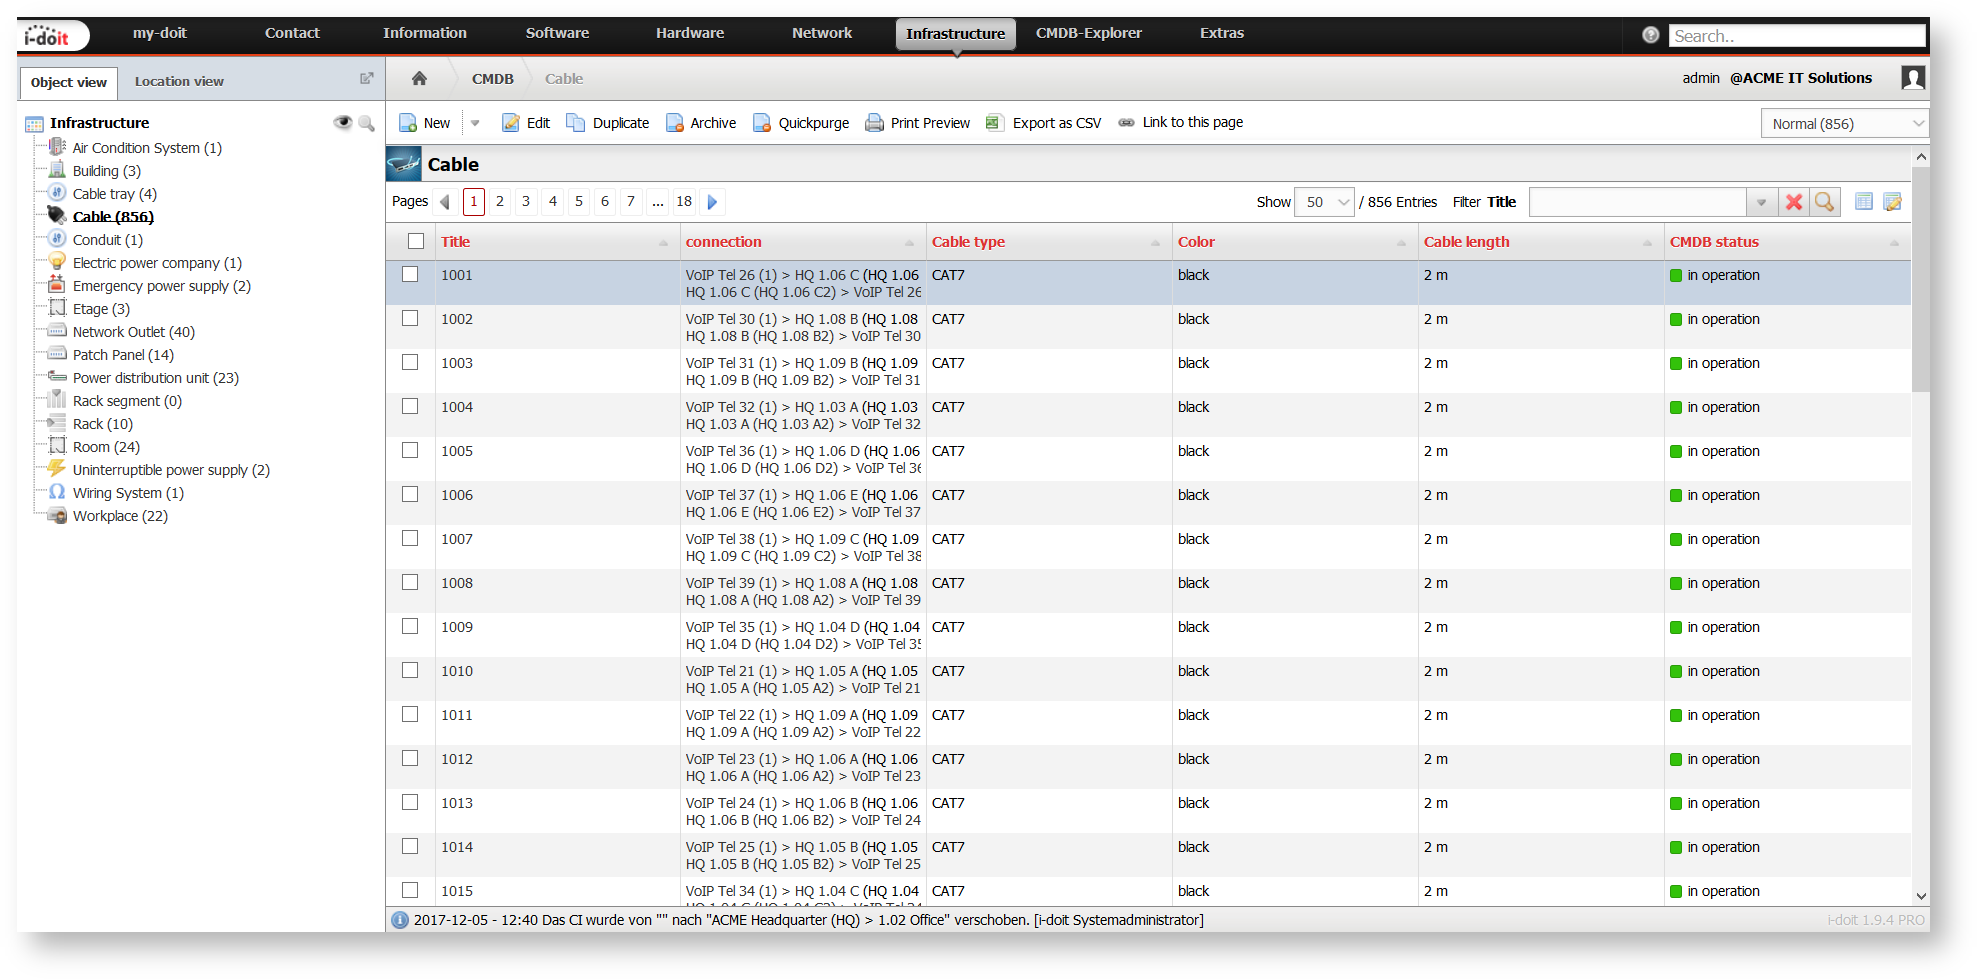 i-doit my-doit Contact Information Software Hardware Network Infrastructure CMDB-Explorer Extras Search..
Object view Location view CMDB Cable admin @ACME IT Solutions
New Edit Duplicate Archive Quickpurge Print Preview Export as CSV Link to this page Normal (856)
Infrastructure
Air Condition System (1)
Building (3)
Cable tray (4)
Cable (856)
Conduit (1)
Electric power company (1)
Emergency power supply (2)
Etage (3)
Network Outlet (40)
Patch Panel (14)
Power distribution unit (23)
Rack segment (0)
Rack (10)
Room (24)
Uninterruptible power supply (2)
Wiring System (1)
Workplace (22)
Cable
Pages 1 2 3 4 5 6 7 ... 18 Show 50 / 856 Entries Filter Title
Title connection Cable type Color Cable length CMDB status
1001 VoIP Tel 26 (1) > HQ 1.06 C (HQ 1.06 CAT7 black 2 m in operation
HQ 1.06 C (HQ 1.06 C2) > VoIP Tel 26
1002 VoIP Tel 30 (1) > HQ 1.08 B (HQ 1.08 CAT7 black 2 m in operation
HQ 1.08 B (HQ 1.08 B2) > VoIP Tel 30
1003 VoIP Tel 31 (1) > HQ 1.09 B (HQ 1.09 CAT7 black 2 m in operation
HQ 1.09 B (HQ 1.09 B2) > VoIP Tel 31
1004 VoIP Tel 32 (1) > HQ 1.03 A (HQ 1.03 CAT7 black 2 m in operation
HQ 1.03 A (HQ 1.03 A2) > VoIP Tel 32
1005 VoIP Tel 36 (1) > HQ 1.06 D (HQ 1.06 CAT7 black 2 m in operation
HQ 1.06 D (HQ 1.06 D2) > VoIP Tel 36
1006 VoIP Tel 37 (1) > HQ 1.06 E (HQ 1.06 CAT7 black 2 m in operation
HQ 1.06 E (HQ 1.06 E2) > VoIP Tel 37
1007 VoIP Tel 38 (1) > HQ 1.09 C (HQ 1.09 CAT7 black 2 m in operation
HQ 1.09 C (HQ 1.09 C2) > VoIP Tel 38
1008 VoIP Tel 39 (1) > HQ 1.08 A (HQ 1.08 CAT7 black 2 m in operation
HQ 1.08 A (HQ 1.08 A2) > VoIP Tel 39
1009 VoIP Tel 35 (1) > HQ 1.04 D (HQ 1.04 CAT7 black 2 m in operation
HQ 1.04 D (HQ 1.04 D2) > VoIP Tel 35
1010 VoIP Tel 21 (1) > HQ 1.05 A (HQ 1.05 CAT7 black 2 m in operation
HQ 1.05 A (HQ 1.05 A2) > VoIP Tel 21
1011 VoIP Tel 22 (1) > HQ 1.09 A (HQ 1.09 CAT7 black 2 m in operation
HQ 1.09 A (HQ 1.09 A2) > VoIP Tel 22
1012 VoIP Tel 23 (1) > HQ 1.06 A (HQ 1.06 CAT7 black 2 m in operation
HQ 1.06 A (HQ 1.06 A2) > VoIP Tel 23
1013 VoIP Tel 24 (1) > HQ 1.06 B (HQ 1.06 CAT7 black 2 m in operation
HQ 1.06 B (HQ 1.06 B2) > VoIP Tel 24
1014 VoIP Tel 25 (1) > HQ 1.05 B (HQ 1.05 CAT7 black 2 m in operation
HQ 1.05 B (HQ 1.05 B2) > VoIP Tel 25
1015 VoIP Tel 34 (1) > HQ 1.04 C (HQ 1.04 CAT7 black 2 m in operation
2017-12-05 - 12:40 Das CI wurde von "" nach "ACME Headquarter (HQ) > 1.02 Office" verschoben. [i-doit Systemadministrator] i-doit 1.9.4 PRO